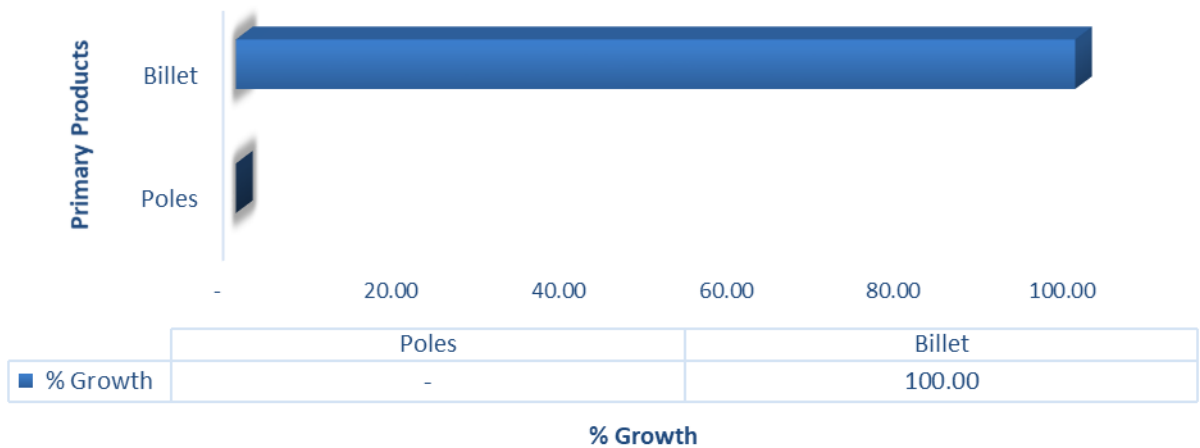 Primary Products
Billet
Poles
- 20.00 40.00 60.00 80.00 100.00
Poles Billet
% Growth - 100.00
% Growth